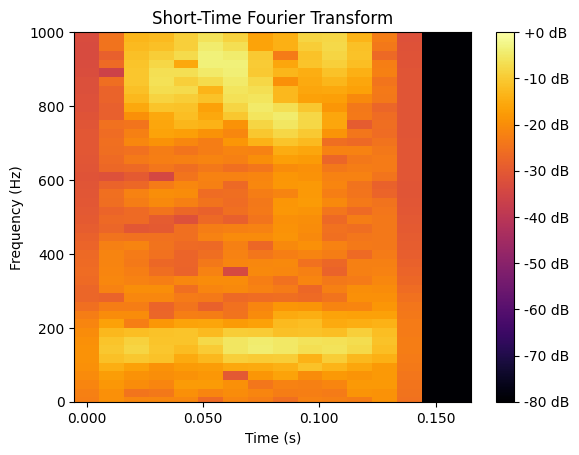 Short-Time Fourier Transform
1000
800
600
400
200
0
Frequency (Hz)
0.000
0.050
0.100
0.150
Time (s)
+0 dB
-10 dB
-20 dB
-30 dB
-40 dB
-50 dB
-60 dB
-70 dB
-80 dB